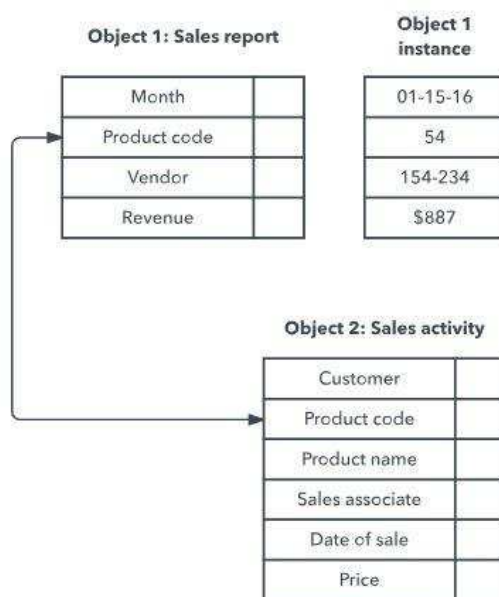 Object 1: Sales report
Object 1
instance
Month
01-15-16
Product code
54
Vendor
154-234
Revenue
$887
Object 2: Sales activity
Customer
Product code
Product name
Sales associate
Date of sale
Price